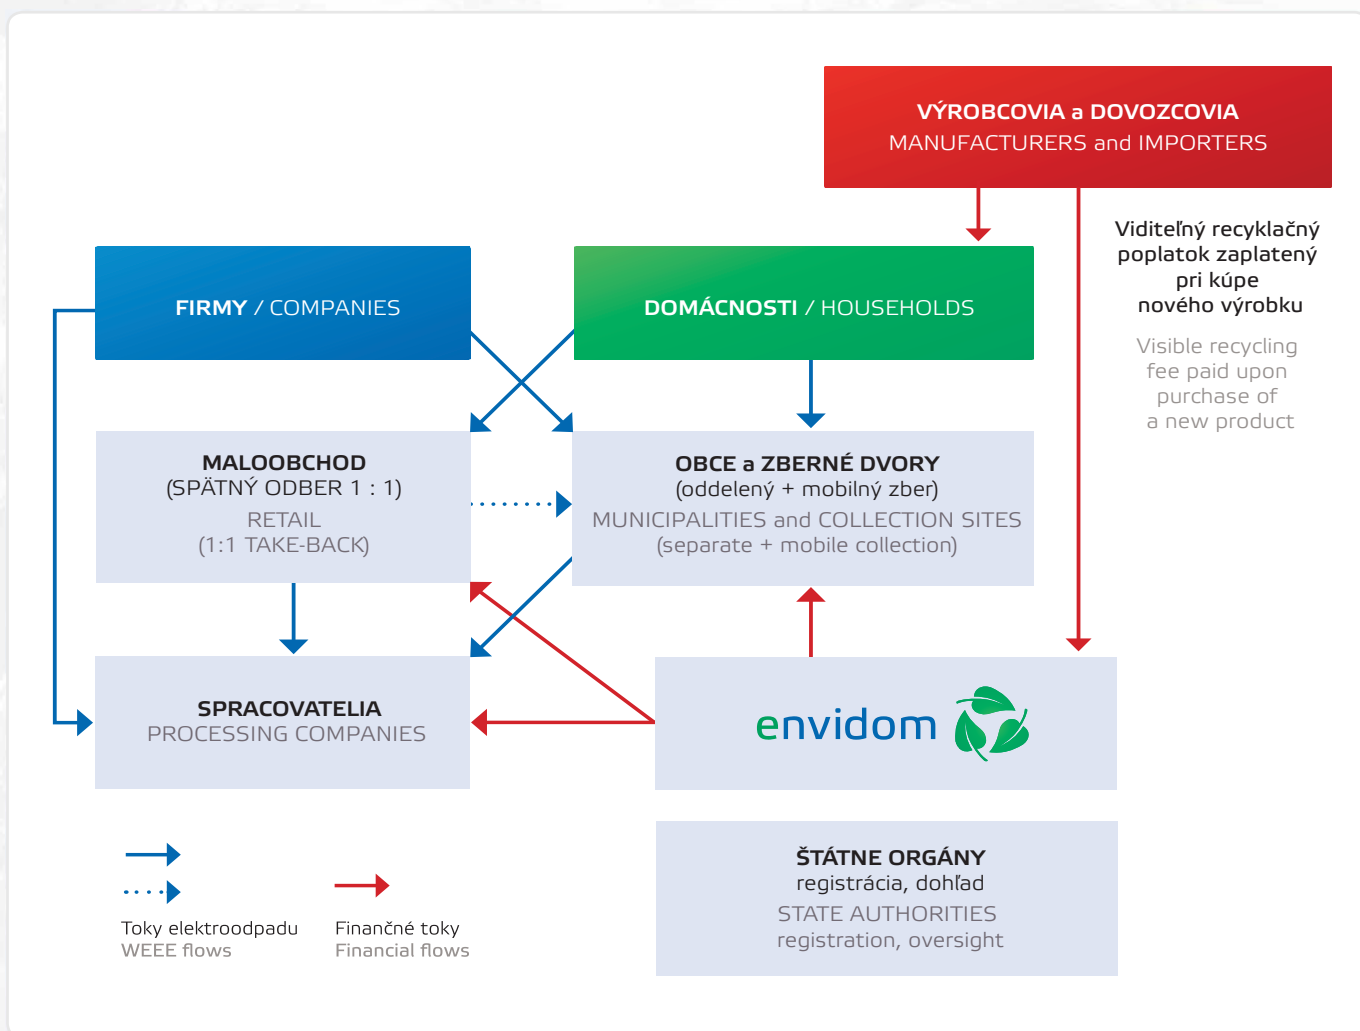 VÝROBCOVIA a DOVOZCOVIA
MANUFACTURERS and IMPORTERS
Viditeľný recyklačný
poplatok zaplatený
pri kúpe
nového výrobku
Visible recycling
fee paid upon
purchase of
a new product
FIRMY / COMPANIES
DOMÁCNOSTI / HOUSEHOLDS
MALOOBCHOD
(SPÄTNÝ ODBER 1 : 1)
RETAIL
(1:1 TAKE-BACK)
OBCE a ZBERNÉ DVORY
(oddelený + mobilný zber)
MUNICIPALITIES and COLLECTION SITES
(separate + mobile collection)
SPRACOVATELIA
PROCESSING COMPANIES
envidom
ŠTÁTNE ORGÁNY
registrácia, dohľad
STATE AUTHORITIES
registration, oversight
Toky elektroodpadu
WEEE flows
Finančné toky
Financial flows